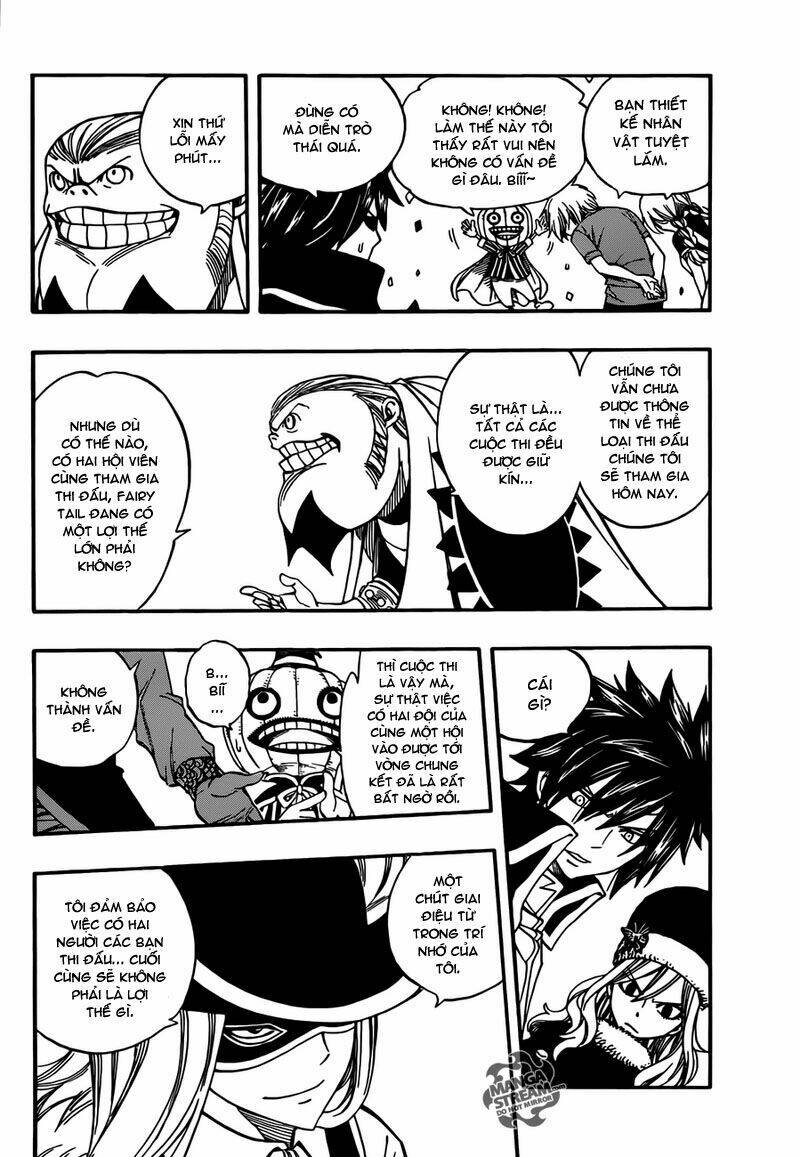 BẠN THIẾT
KẾ NHÂN
VẬT TUYỆT
LẮM.
KHÔNG! KHÔNG!
LÀM THẾ NÀY TÔI
THẤY RẤT VUI NÊN
KHÔNG CÓ VẤN ĐỀ
GÌ ĐÂU. BÍÍÍ~
ĐỪNG CÓ
MÀ DIỄN TRÒ
THÁI QUÁ.
XIN THỨ
LỖI MẤY
PHÚT...
CHÚNG TÔI
VẪN CHƯA
ĐƯỢC THÔNG
TIN VỀ THỂ
LOẠI THI ĐẤU
CHÚNG TÔI
SẼ THAM GIA
HÔM NAY.
SỰ THẬT LÀ...
TẤT CẢ CÁC
CUỘC THI ĐỀU
ĐƯỢC GIỮ
KÍN...
NHƯNG DÙ
CÓ THẾ NÀO,
CÓ HAI HỘI VIÊN
CÙNG THAM GIA
THI ĐẤU, FAIRY
TAIL ĐANG CÓ
MỘT LỢI THẾ
LỚN PHẢI
KHÔNG?
CÁI
GÌ?
THÌ CUỘC THI
LÀ VẬY MÀ,
SỰ THẬT VIỆC
CÓ HAI ĐỘI CỦA
CÙNG MỘT HỘI
VÀO ĐƯỢC TỚI
VÒNG CHUNG
KẾT ĐÃ LÀ RẤT
BẤT NGỜ RỒI.
B...
BÍÍ
...
KHÔNG
THÀNH VẤN
ĐỀ.
MỘT
CHÚT GIAI
ĐIỆU TỪ
TRONG TRÍ
NHỚ CỦA
TÔI.
TÔI ĐẢM BẢO
VIỆC CÓ HAI
NGƯỜI CÁC BẠN
THI ĐẤU... CUỐI
CÙNG SẼ KHÔNG
PHẢI LÀ LỢI
THẾ GÌ.
MANGA
STREAM.com
DO NOT MIRROR!